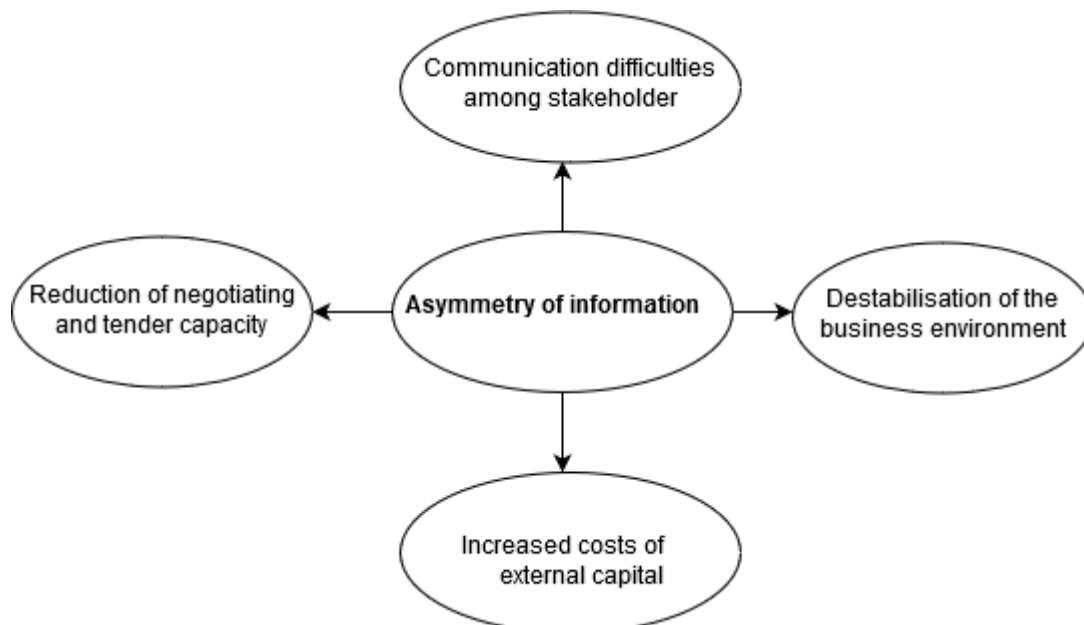 Communication difficulties
among stakeholder
Reduction of negotiating
and tender capacity
Asymmetry of information
Destabilisation of the
business environment
Increased costs of
external capital